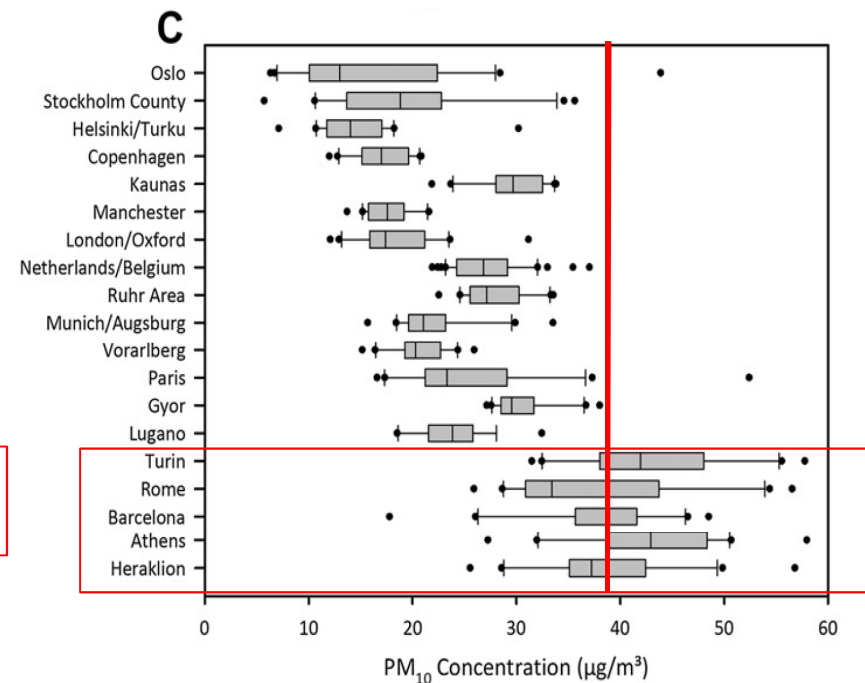 C
Oslo
Stockholm County
Helsinki/Turku
Copenhagen
Kaunas
Manchester
London/Oxford
Netherlands/Belgium
Ruhr Area
Munich/Augsburg
Vorarlberg
Paris
Gyor
Lugano
Turin
Rome
Barcelona
Athens
Heraklion
0 10 20 30 40 50 60
PM₁₀ Concentration (µg/m³)